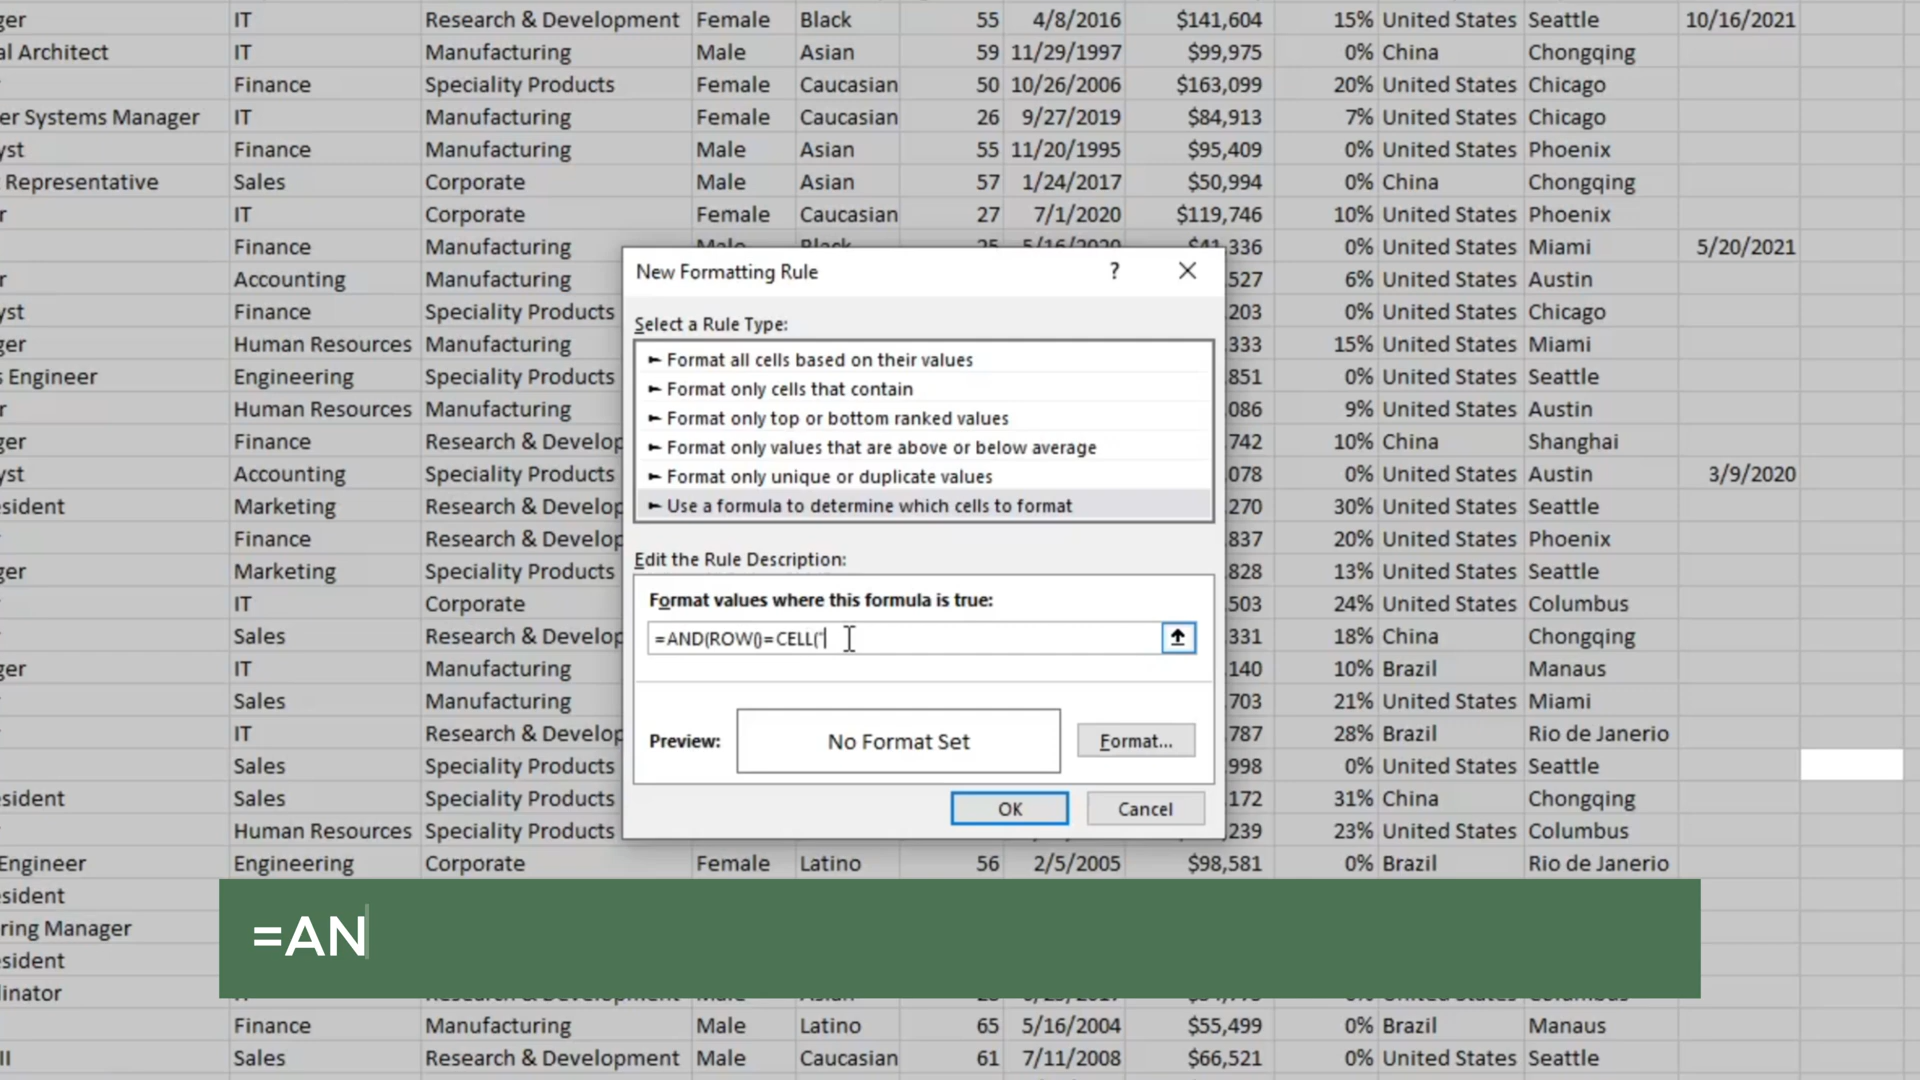 ger IT Research & Development Female Black 55 4/8/2016 $141,604 15% United States Seattle 10/16/2021
al Architect IT Manufacturing Male Asian 59 11/29/1997 $99,975 0% China Chongqing
Finance Speciality Products Female Caucasian 50 10/26/2006 $163,099 20% United States Chicago
er Systems Manager IT Manufacturing Female Caucasian 26 9/27/2019 $84,913 7% United States Chicago
yst Finance Manufacturing Male Asian 55 11/20/1995 $95,409 0% United States Phoenix
t Representative Sales Corporate Male Asian 57 1/24/2017 $50,994 0% China Chongqing
r IT Corporate Female Caucasian 27 7/1/2020 $119,746 10% United States Phoenix
Finance Manufacturing Male Black 25 5/16/2020 $41,336 0% United States Miami 5/20/2021
r Accounting Manufacturing ,527 6% United States Austin
yst Finance Speciality Products ,203 0% United States Chicago
ger Human Resources Manufacturing ,333 15% United States Miami
s Engineer Engineering Speciality Products ,851 0% United States Seattle
r Human Resources Manufacturing ,086 9% United States Austin
ger Finance Research & Develop ,742 10% China Shanghai
yst Accounting Speciality Products ,078 0% United States Austin 3/9/2020
sident Marketing Research & Develop ,270 30% United States Seattle
Finance Research & Develop ,837 20% United States Phoenix
ger Marketing Speciality Products ,828 13% United States Seattle
IT Corporate ,503 24% United States Columbus
Sales Research & Develop ,331 18% China Chongqing
ger IT Manufacturing ,140 10% Brazil Manaus
Sales Manufacturing ,703 21% United States Miami
IT Research & Develop ,787 28% Brazil Rio de Janerio
Sales Speciality Products ,998 0% United States Seattle
sident Sales Speciality Products ,172 31% China Chongqing
Human Resources Speciality Products ,239 23% United States Columbus
Engineer Engineering Corporate Female Latino 56 2/5/2005 $98,581 0% Brazil Rio de Janerio
sident
ring Manager
sident
linator
Finance Manufacturing Male Latino 65 5/16/2004 $55,499 0% Brazil Manaus
II Sales Research & Development Male Caucasian 61 7/11/2008 $66,521 0% United States Seattle
New Formatting Rule ?
Select a Rule Type:
► Format all cells based on their values
► Format only cells that contain
► Format only top or bottom ranked values
► Format only values that are above or below average
► Format only unique or duplicate values
► Use a formula to determine which cells to format
Edit the Rule Description:
Format values where this formula is true:
=AND(ROW()=CELL("
Preview: No Format Set Format...
OK Cancel
=AN